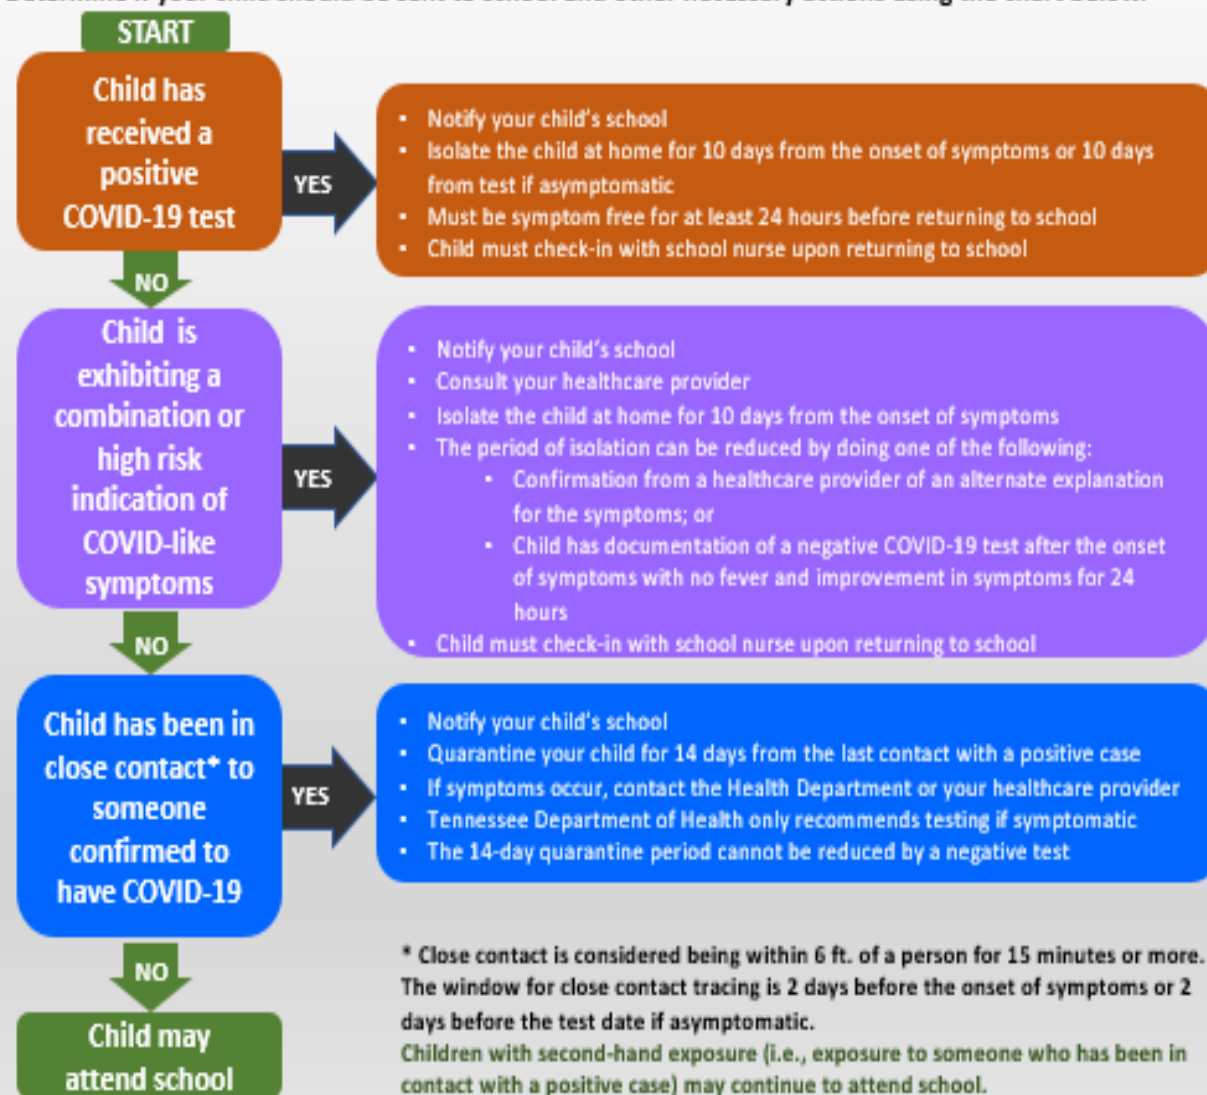 START
Child has
received a
positive
COVID-19 test
YES
▪ Notify your child's school
▪ Isolate the child at home for 10 days from the onset of symptoms or 10 days
from test if asymptomatic
▪ Must be symptom free for at least 24 hours before returning to school
▪ Child must check-in with school nurse upon returning to school
NO
Child is
exhibiting a
combination or
high risk
indication of
COVID-like
symptoms
YES
▪ Notify your child's school
▪ Consult your healthcare provider
▪ Isolate the child at home for 10 days from the onset of symptoms
▪ The period of isolation can be reduced by doing one of the following:
▪ Confirmation from a healthcare provider of an alternate explanation
for the symptoms; or
▪ Child has documentation of a negative COVID-19 test after the onset
of symptoms with no fever and improvement in symptoms for 24
hours
▪ Child must check-in with school nurse upon returning to school
NO
Child has been in
close contact* to
someone
confirmed to
have COVID-19
YES
▪ Notify your child's school
▪ Quarantine your child for 14 days from the last contact with a positive case
▪ If symptoms occur, contact the Health Department or your healthcare provider
▪ Tennessee Department of Health only recommends testing if symptomatic
▪ The 14-day quarantine period cannot be reduced by a negative test
NO
Child may
attend school
* Close contact is considered being within 6 ft. of a person for 15 minutes or more.
The window for close contact tracing is 2 days before the onset of symptoms or 2
days before the test date if asymptomatic.
Children with second-hand exposure (i.e., exposure to someone who has been in
contact with a positive case) may continue to attend school.